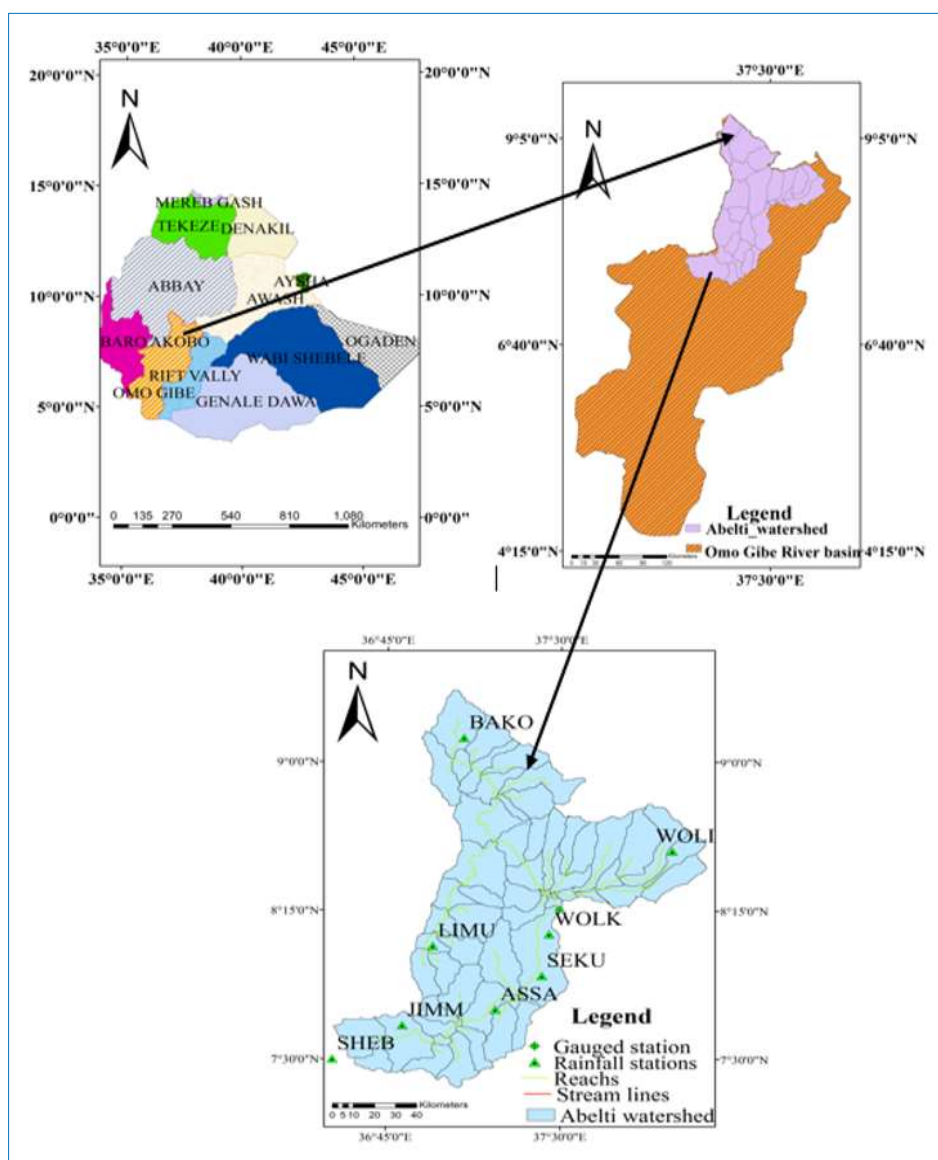 35°0'0"E 40°0'0"E 45°0'0"E
20°0'0"N
20°0'0"N
N
15°0'0"N
15°0'0"N
MEREB GASH
TEKEZE
DENAKIL
ABBAY
AYSHA
AWASH
10°0'0"N
10°0'0"N
BARO AKOBO
OGADEN
WABI SHEBELE
RIFT VALLY
OMO GIBE
GENALE DAWA
5°0'0"N
5°0'0"N
0 135 270 540 810 1,080
Kilometers
0°0'0"
0°0'0"N
35°0'0"E 40°0'0"E 45°0'0"E
37°30'0"E
9°5'0"N
9°5'0"N
N
6°40'0"N
6°40'0"N
Legend
Abelti_watershed
Omo Gibe River basin
Kilometers
4°15'0"N
4°15'0"N
37°30'0"E
36°45'0"E 37°30'0"E
N
BAKO
9°0'0"N
9°0'0"N
WOLI
8°15'0"N
8°15'0"N
WOLK
LIMU
SEKU
ASSA
JIMM
SHEB
7°30'0"N
7°30'0"N
Legend
Gauged station
Rainfall stations
Reachs
Stream lines
Abelti watershed
Kilometers
0 5 10 20 30 40
36°45'0"E 37°30'0"E